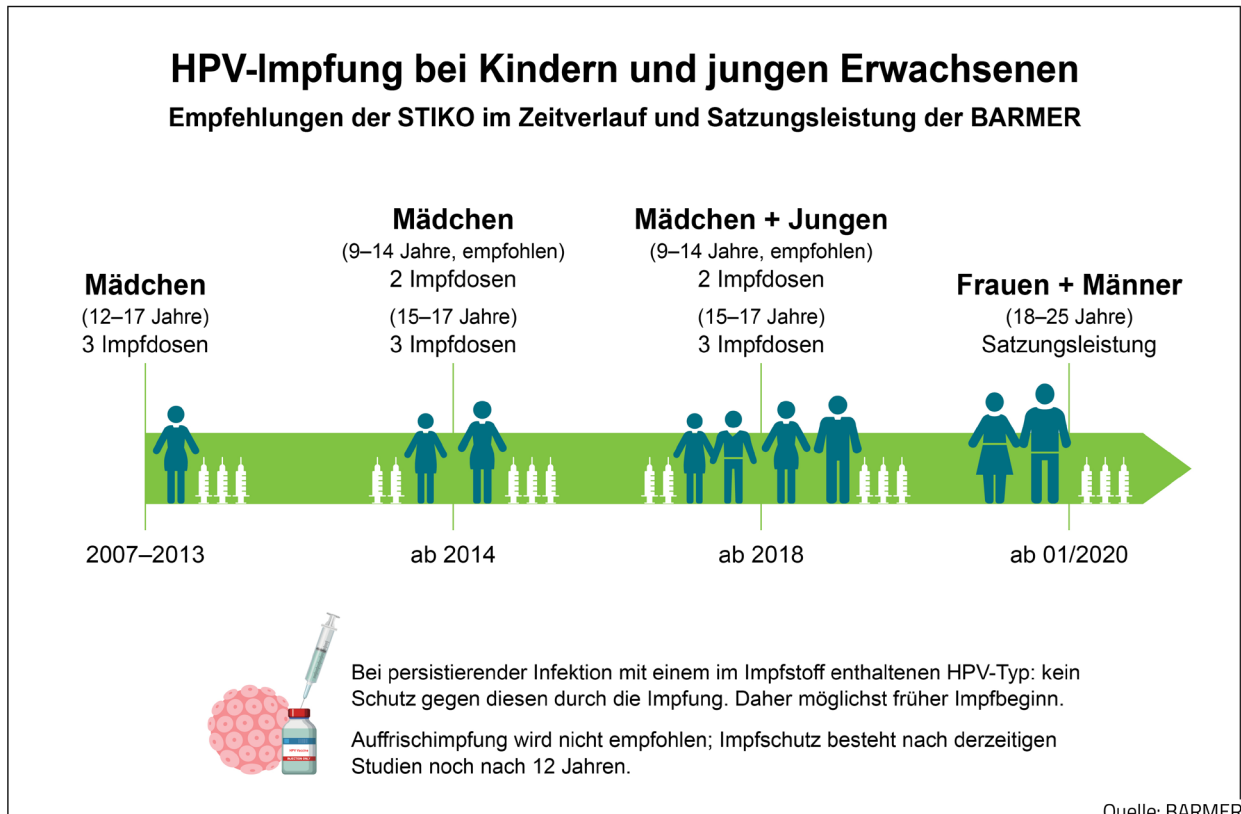 HPV-Impfung bei Kindern und jungen Erwachsenen
Empfehlungen der STIKO im Zeitverlauf und Satzungsleistung der BARMER
Mädchen
(12–17 Jahre)
3 Impfdosen
Mädchen
(9–14 Jahre, empfohlen)
2 Impfdosen
(15–17 Jahre)
3 Impfdosen
Mädchen + Jungen
(9–14 Jahre, empfohlen)
2 Impfdosen
(15–17 Jahre)
3 Impfdosen
Frauen + Männer
(18–25 Jahre)
Satzungsleistung
2007–2013
ab 2014
ab 2018
ab 01/2020
Bei persistierender Infektion mit einem im Impfstoff enthaltenen HPV-Typ: kein
Schutz gegen diesen durch die Impfung. Daher möglichst früher Impfbeginn.
Auffrischimpfung wird nicht empfohlen; Impfschutz besteht nach derzeitigen
Studien noch nach 12 Jahren.
HPV Vaccine
INJECTION ONLY
Quelle: BARMER